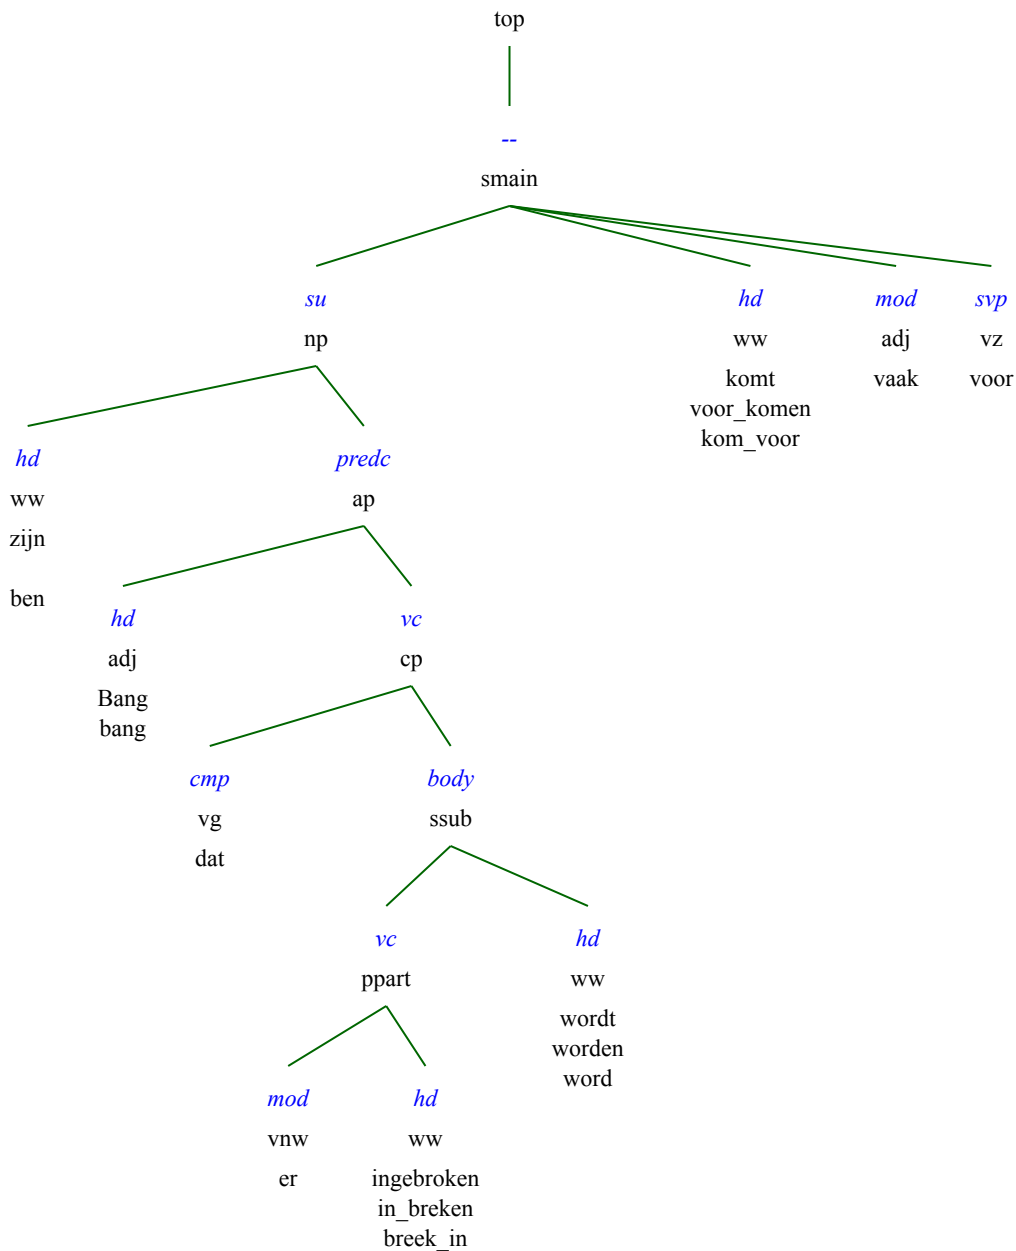 top
--
smain
su
np
hd
ww
komt
voor_komen
kom_voor
mod
adj
vaak
svp
vz
voor
hd
ww
zijn
ben
predc
ap
hd
adj
Bang
bang
vc
cp
cmp
vg
dat
body
ssub
vc
ppart
hd
ww
wordt
worden
word
mod
vnw
er
hd
ww
ingebroken
in_breken
breek_in